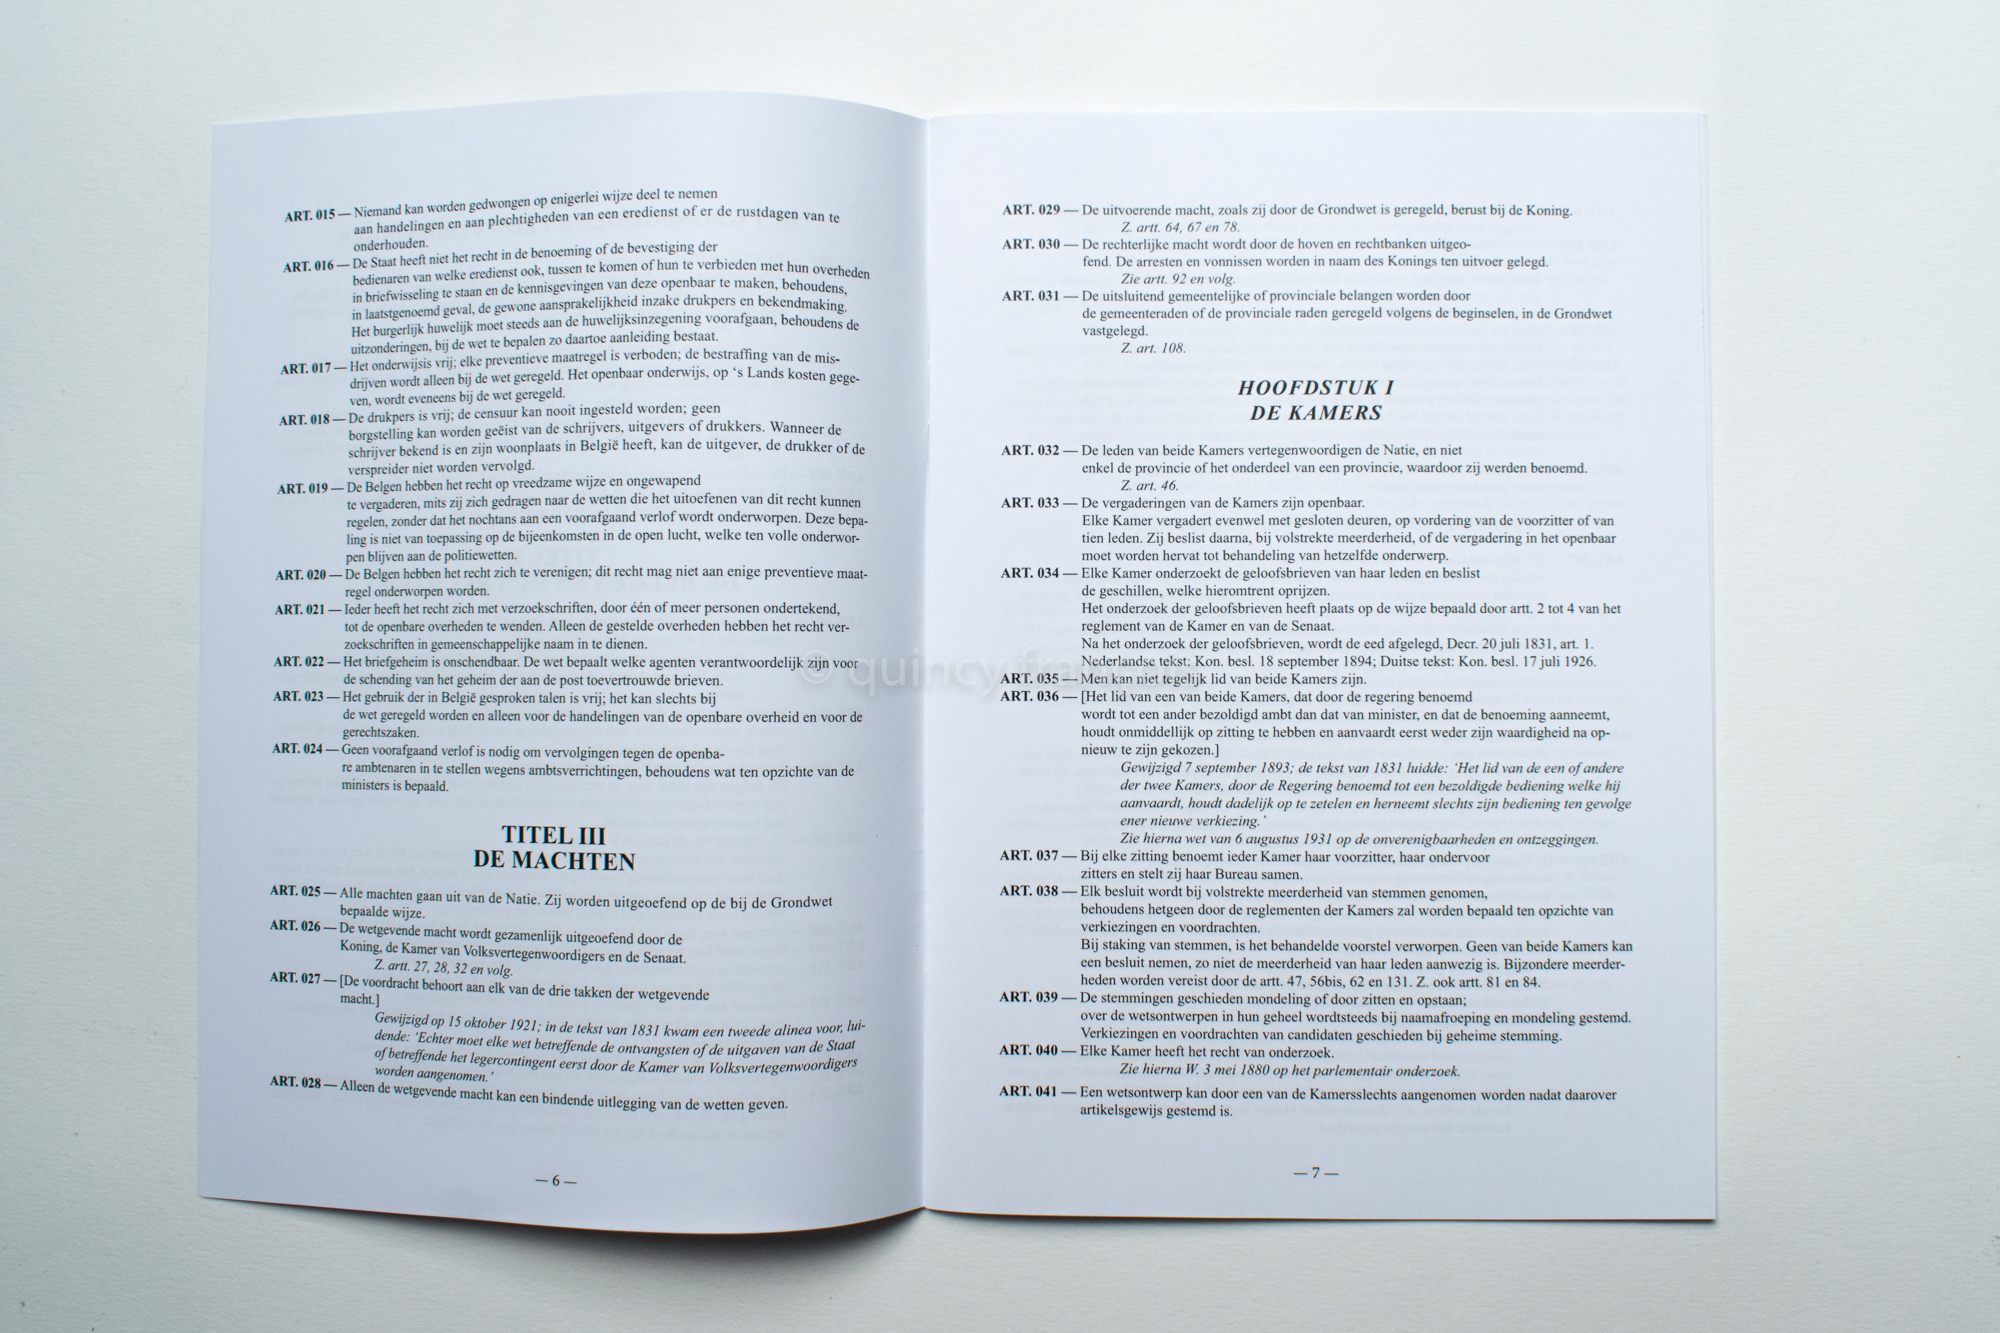 ART. 015 — Niemand kan worden gedwongen op enigerlei wijze deel te nemen
aan handelingen en aan plechtigheden van een eredienst of er de rustdagen van te
onderhouden.
ART. 016 — De Staat heeft niet het recht in de benoeming of de bevestiging der
bedienaren van welke eredienst ook, tussen te komen of hun te verbieden met hun overheden
in briefwisseling te staan en de kennisgevingen van deze openbaar te maken, behoudens,
in laatstgenoemd geval, de gewone aansprakelijkheid inzake drukpers en bekendmaking.
Het burgerlijk huwelijk moet steeds aan de huwelijksinzegening voorafgaan, behoudens de
uitzonderingen, bij de wet te bepalen zo daartoe aanleiding bestaat.
ART. 017 — Het onderwijsis vrij; elke preventieve maatregel is verboden; de bestraffing van de mis-
drijven wordt alleen bij de wet geregeld. Het openbaar onderwijs, op ‘s Lands kosten gege-
ven, wordt eveneens bij de wet geregeld.
ART. 018 — De drukpers is vrij; de censuur kan nooit ingesteld worden; geen
borgstelling kan worden geëist van de schrijvers, uitgevers of drukkers. Wanneer de
schrijver bekend is en zijn woonplaats in België heeft, kan de uitgever, de drukker of de
verspreider niet worden vervolgd.
ART. 019 — De Belgen hebben het recht op vreedzame wijze en ongewapend
te vergaderen, mits zij zich gedragen naar de wetten die het uitoefenen van dit recht kunnen
regelen, zonder dat het nochtans aan een voorafgaand verlof wordt onderworpen. Deze bepa-
ling is niet van toepassing op de bijeenkomsten in de open lucht, welke ten volle onderwor-
pen blijven aan de politiewetten.
ART. 020 — De Belgen hebben het recht zich te verenigen; dit recht mag niet aan enige preventieve maat-
regel onderworpen worden.
ART. 021 — Ieder heeft het recht zich met verzoekschriften, door één of meer personen ondertekend,
tot de openbare overheden te wenden. Alleen de gestelde overheden hebben het recht ver-
zoekschriften in gemeenschappelijke naam in te dienen.
ART. 022 — Het briefgeheim is onschendbaar. De wet bepaalt welke agenten verantwoordelijk zijn voor
de schending van het geheim der aan de post toevertrouwde brieven.
ART. 023 — Het gebruik der in België gesproken talen is vrij; het kan slechts bij
de wet geregeld worden en alleen voor de handelingen van de openbare overheid en voor de
gerechtszaken.
ART. 024 — Geen voorafgaand verlof is nodig om vervolgingen tegen de openba-
re ambtenaren in te stellen wegens ambtsverrichtingen, behoudens wat ten opzichte van de
ministers is bepaald.
TITEL III
DE MACHTEN
ART. 025 — Alle machten gaan uit van de Natie. Zij worden uitgeoefend op de bij de Grondwet
bepaalde wijze.
ART. 026 — De wetgevende macht wordt gezamenlijk uitgeoefend door de
Koning, de Kamer van Volksvertegenwoordigers en de Senaat.
Z. artt. 27, 28, 32 en volg.
ART. 027 — [De voordracht behoort aan elk van de drie takken der wetgevende
macht.]
Gewijzigd op 15 oktober 1921; in de tekst van 1831 kwam een tweede alinea voor, lui-
dende: ‘Echter moet elke wet betreffende de ontvangsten of de uitgaven van de Staat
of betreffende het legercontingent eerst door de Kamer van Volksvertegenwoordigers
worden aangenomen.’
ART. 028 — Alleen de wetgevende macht kan een bindende uitlegging van de wetten geven.
— 6 —
ART. 029 — De uitvoerende macht, zoals zij door de Grondwet is geregeld, berust bij de Koning.
Z. artt. 64, 67 en 78.
ART. 030 — De rechterlijke macht wordt door de hoven en rechtbanken uitgeo-
fend. De arresten en vonnissen worden in naam des Konings ten uitvoer gelegd.
Zie artt. 92 en volg.
ART. 031 — De uitsluitend gemeentelijke of provinciale belangen worden door
de gemeenteraden of de provinciale raden geregeld volgens de beginselen, in de Grondwet
vastgelegd.
Z. art. 108.
HOOFDSTUK I
DE KAMERS
ART. 032 — De leden van beide Kamers vertegenwoordigen de Natie, en niet
enkel de provincie of het onderdeel van een provincie, waardoor zij werden benoemd.
Z. art. 46.
ART. 033 — De vergaderingen van de Kamers zijn openbaar.
Elke Kamer vergadert evenwel met gesloten deuren, op vordering van de voorzitter of van
tien leden. Zij beslist daarna, bij volstrekte meerderheid, of de vergadering in het openbaar
moet worden hervat tot behandeling van hetzelfde onderwerp.
ART. 034 — Elke Kamer onderzoekt de geloofsbrieven van haar leden en beslist
de geschillen, welke hieromtrent oprijzen.
Het onderzoek der geloofsbrieven heeft plaats op de wijze bepaald door artt. 2 tot 4 van het
reglement van de Kamer en van de Senaat.
Na het onderzoek der geloofsbrieven, wordt de eed afgelegd, Decr. 20 juli 1831, art. 1.
Nederlandse tekst: Kon. besl. 18 september 1894; Duitse tekst: Kon. besl. 17 juli 1926.
ART. 035 — Men kan niet tegelijk lid van beide Kamers zijn.
ART. 036 — [Het lid van een van beide Kamers, dat door de regering benoemd
wordt tot een ander bezoldigd ambt dan dat van minister, en dat de benoeming aanneemt,
houdt onmiddellijk op zitting te hebben en aanvaardt eerst weder zijn waardigheid na op-
nieuw te zijn gekozen.]
Gewijzigd 7 september 1893; de tekst van 1831 luidde: ‘Het lid van de een of andere
der twee Kamers, door de Regering benoemd tot een bezoldigde bediening welke hij
aanvaardt, houdt dadelijk op te zetelen en herneemt slechts zijn bediening ten gevolge
ener nieuwe verkiezing.’
Zie hierna wet van 6 augustus 1931 op de onverenigbaarheden en ontzeggingen.
ART. 037 — Bij elke zitting benoemt ieder Kamer haar voorzitter, haar ondervoor
zitters en stelt zij haar Bureau samen.
ART. 038 — Elk besluit wordt bij volstrekte meerderheid van stemmen genomen,
behoudens hetgeen door de reglementen der Kamers zal worden bepaald ten opzichte van
verkiezingen en voordrachten.
Bij staking van stemmen, is het behandelde voorstel verworpen. Geen van beide Kamers kan
een besluit nemen, zo niet de meerderheid van haar leden aanwezig is. Bijzondere meerder-
heden worden vereist door de artt. 47, 56bis, 62 en 131. Z. ook artt. 81 en 84.
ART. 039 — De stemmingen geschieden mondeling of door zitten en opstaan;
over de wetsontwerpen in hun geheel wordtsteeds bij naamafroeping en mondeling gestemd.
Verkiezingen en voordrachten van candidaten geschieden bij geheime stemming.
ART. 040 — Elke Kamer heeft het recht van onderzoek.
Zie hierna W. 3 mei 1880 op het parlementair onderzoek.
ART. 041 — Een wetsontwerp kan door een van de Kamersslechts aangenomen worden nadat daarover
artikelsgewijs gestemd is.
— 7 —
© quincy